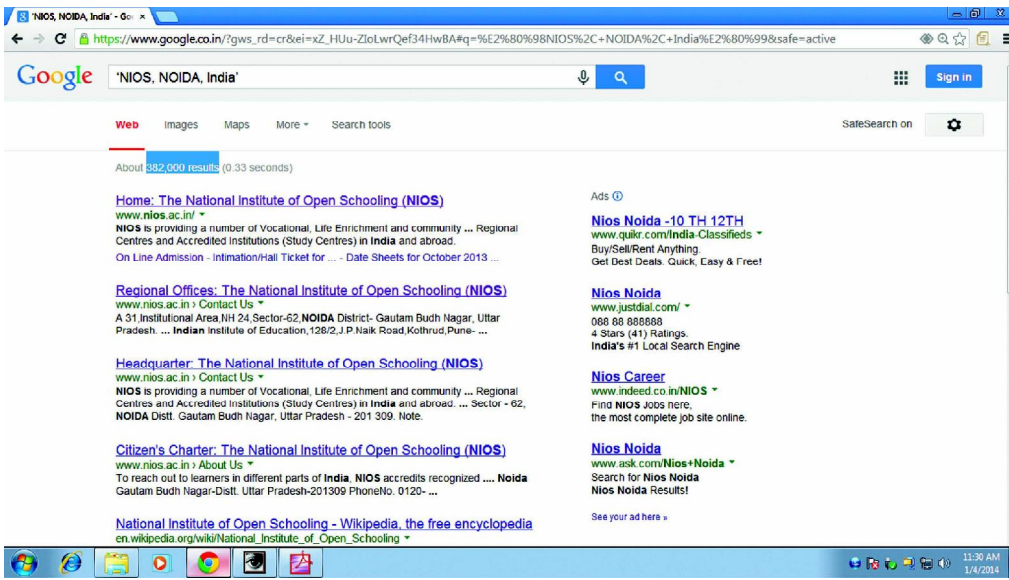 'NIOS, NOIDA, India' - Go
https://www.google.co.in/?gws_rd=cr&ei=xZ_HUu-ZIoLwrQef34HwBA#q=%E2%80%98NIOS%2C+NOIDA%2C+India%E2%80%99&safe=active
Google
'NIOS, NOIDA, India'
Sign in
Web Images Maps More Search tools
SafeSearch on
About 382,000 results (0.33 seconds)
Home: The National Institute of Open Schooling (NIOS)
www.nios.ac.in/
NIOS is providing a number of Vocational, Life Enrichment and community ... Regional
Centres and Accredited Institutions (Study Centres) in India and abroad.
On Line Admission - Intimation/Hall Ticket for ... - Date Sheets for October 2013 ...
Regional Offices: The National Institute of Open Schooling (NIOS)
www.nios.ac.in › Contact Us
A 31,Institutional Area,NH 24,Sector-62,NOIDA District- Gautam Budh Nagar, Uttar
Pradesh. ... Indian Institute of Education,128/2,J.P.Naik Road,Kothrud,Pune- ...
Headquarter: The National Institute of Open Schooling (NIOS)
www.nios.ac.in › Contact Us
NIOS is providing a number of Vocational, Life Enrichment and community ... Regional
Centres and Accredited Institutions (Study Centres) in India and abroad. ... Sector - 62,
NOIDA Distt. Gautam Budh Nagar, Uttar Pradesh - 201 309. Note.
Citizen's Charter: The National Institute of Open Schooling (NIOS)
www.nios.ac.in › About Us
To reach out to learners in different parts of India, NIOS accredits recognized .... Noida
Gautam Budh Nagar-Distt. Uttar Pradesh-201309 PhoneNo. 0120- ...
National Institute of Open Schooling - Wikipedia, the free encyclopedia
en.wikipedia.org/wiki/National_Institute_of_Open_Schooling
Ads
Nios Noida -10 TH 12TH
www.quikr.com/India-Classifieds
Buy/Sell/Rent Anything.
Get Best Deals. Quick, Easy & Free!
Nios Noida
www.justdial.com/
088 88 888888
4 Stars (41) Ratings.
India's #1 Local Search Engine
Nios Career
www.indeed.co.in/NIOS
Find NIOS Jobs here,
the most complete job site online.
Nios Noida
www.ask.com/Nios+Noida
Search for Nios Noida
Nios Noida Results!
See your ad here »
11:30 AM
1/4/2014